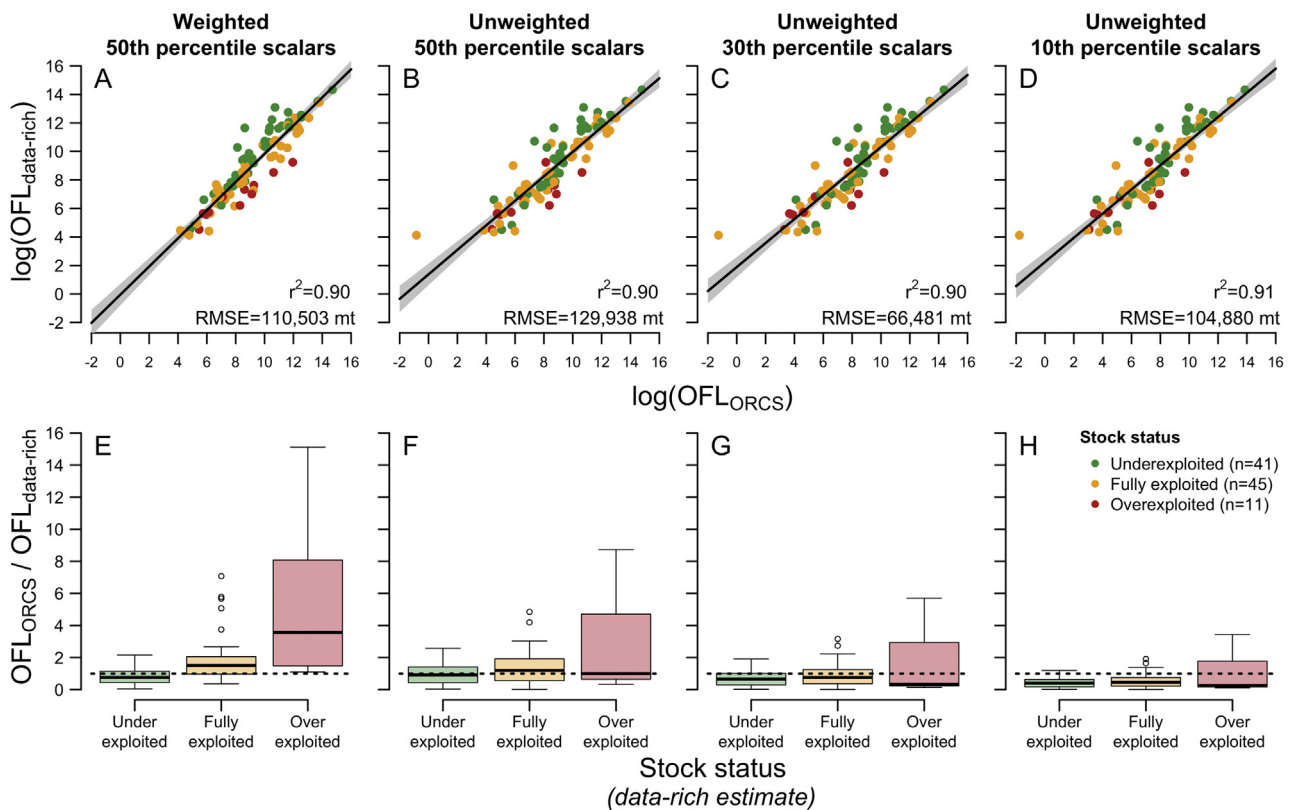 Weighted
50th percentile scalars
Unweighted
50th percentile scalars
Unweighted
30th percentile scalars
Unweighted
10th percentile scalars
log(OFLdata-rich)
16
14
12
10
8
6
4
2
0
-2
A
r2=0.90
RMSE=110,503 mt
B
r2=0.90
RMSE=129,938 mt
C
r2=0.90
RMSE=66,481 mt
D
r2=0.91
RMSE=104,880 mt
-2 0 2 4 6 8 10 12 14 16
-2 0 2 4 6 8 10 12 14 16
-2 0 2 4 6 8 10 12 14 16
-2 0 2 4 6 8 10 12 14 16
log(OFLORCS)
OFLORCS / OFLdata-rich
16
14
12
10
8
6
4
2
0
E
F
G
H
Stock status
Underexploited (n=41)
Fully exploited (n=45)
Overexploited (n=11)
Under exploited
Fully exploited
Over exploited
Under exploited
Fully exploited
Over exploited
Under exploited
Fully exploited
Over exploited
Under exploited
Fully exploited
Over exploited
Stock status
(data-rich estimate)